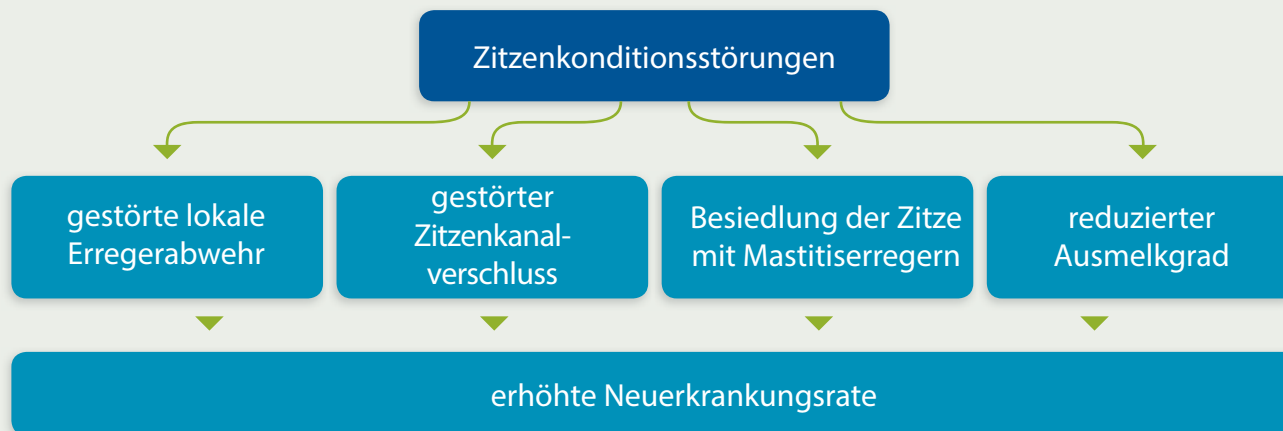 Zitzenkonditionsstörungen
gestörte lokale
Erregerabwehr
gestörter
Zitzenkanal-
verschluss
Besiedlung der Zitze
mit Mastitiserregern
reduzierter
Ausmelkgrad
erhöhte Neuerkrankungsrate